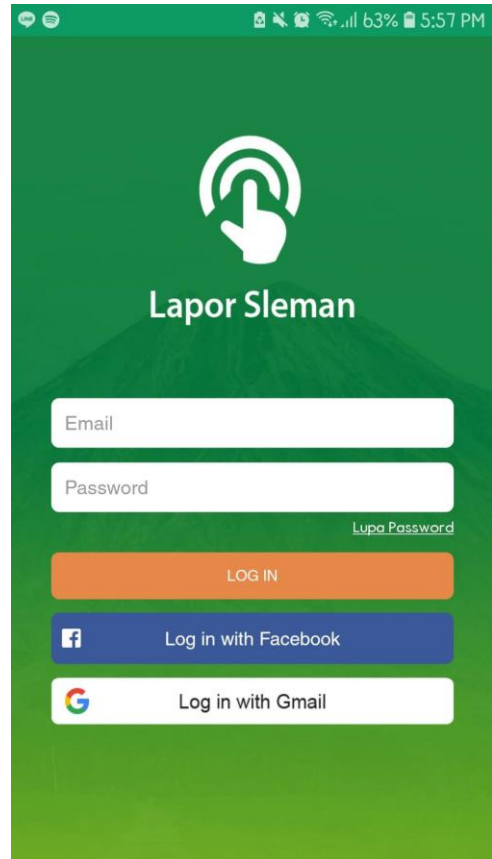 LINE
63% 5:57 PM
Lapor Sleman
Email
Password
Lupa Password
LOG IN
Log in with Facebook
Log in with Gmail